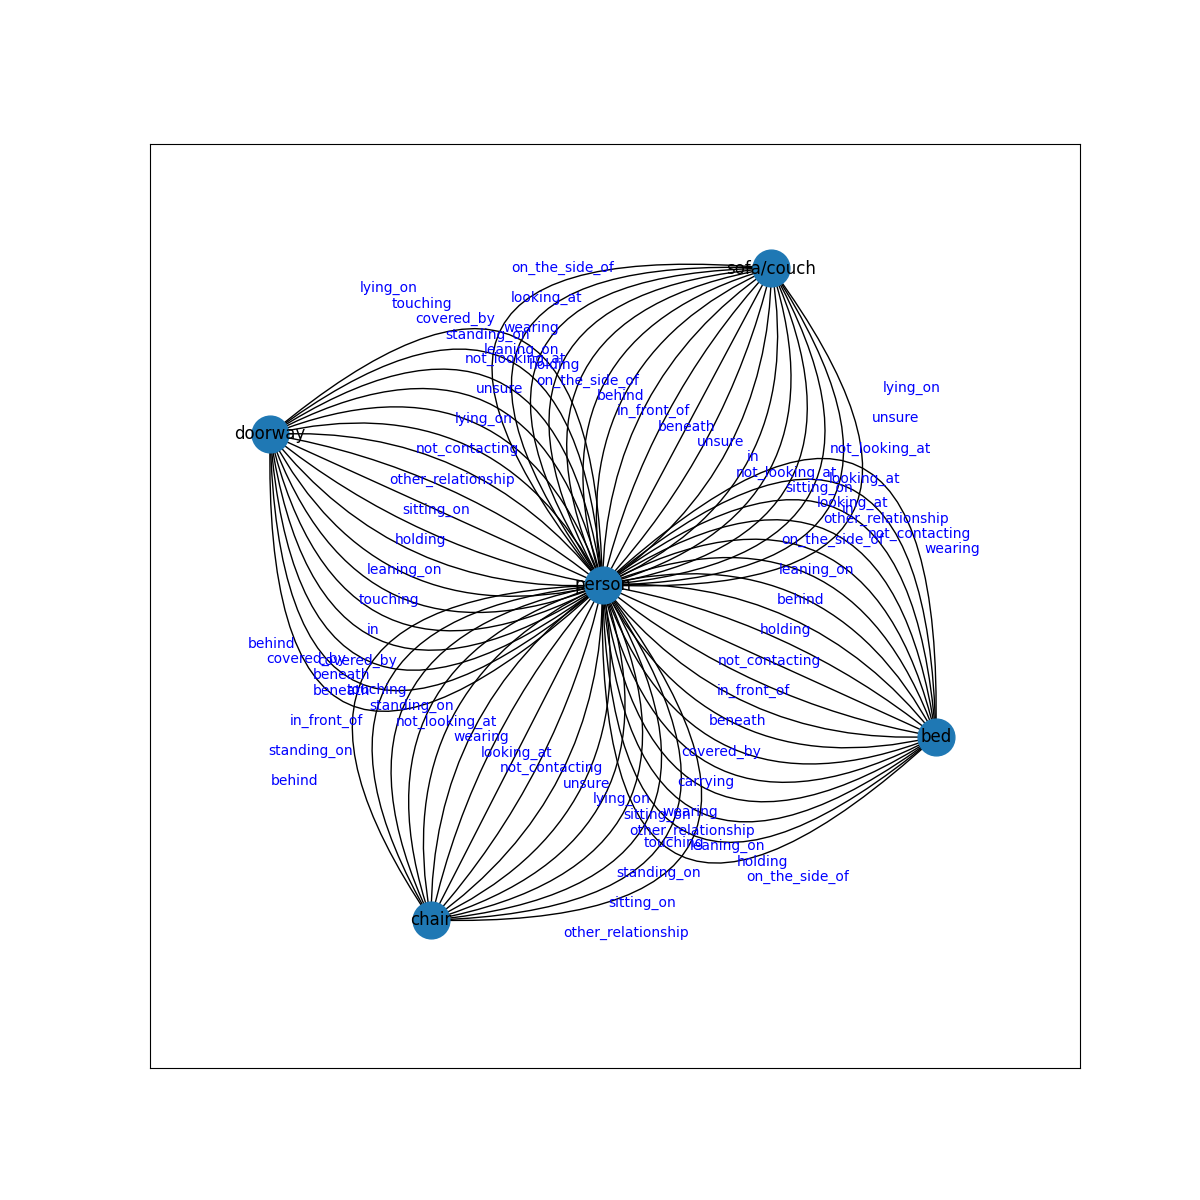 on_the_side_of
sofa/couch
lying_on
looking_at
touching
covered_by
wearing
standing_on
leaning_on
not_looking_at
holding
on_the_side_of
unsure
lying_on
behind
in_front_of
unsure
lying_on
beneath
doorway
unsure
not_contacting
not_looking_at
in
not_looking_at
other_relationship
looking_at
sitting_on
looking_at
sitting_on
in
other_relationship
not_contacting
holding
on_the_side_of
wearing
leaning_on
leaning_on
person
touching
behind
in
holding
behind
covered_by
covered_by
not_contacting
beneath
beneath
touching
in_front_of
standing_on
in_front_of
not_looking_at
beneath
wearing
bed
standing_on
looking_at
covered_by
not_contacting
behind
unsure
carrying
lying_on
sitting_on
wearing
other_relationship
touching
leaning_on
holding
standing_on
on_the_side_of
sitting_on
chair
other_relationship